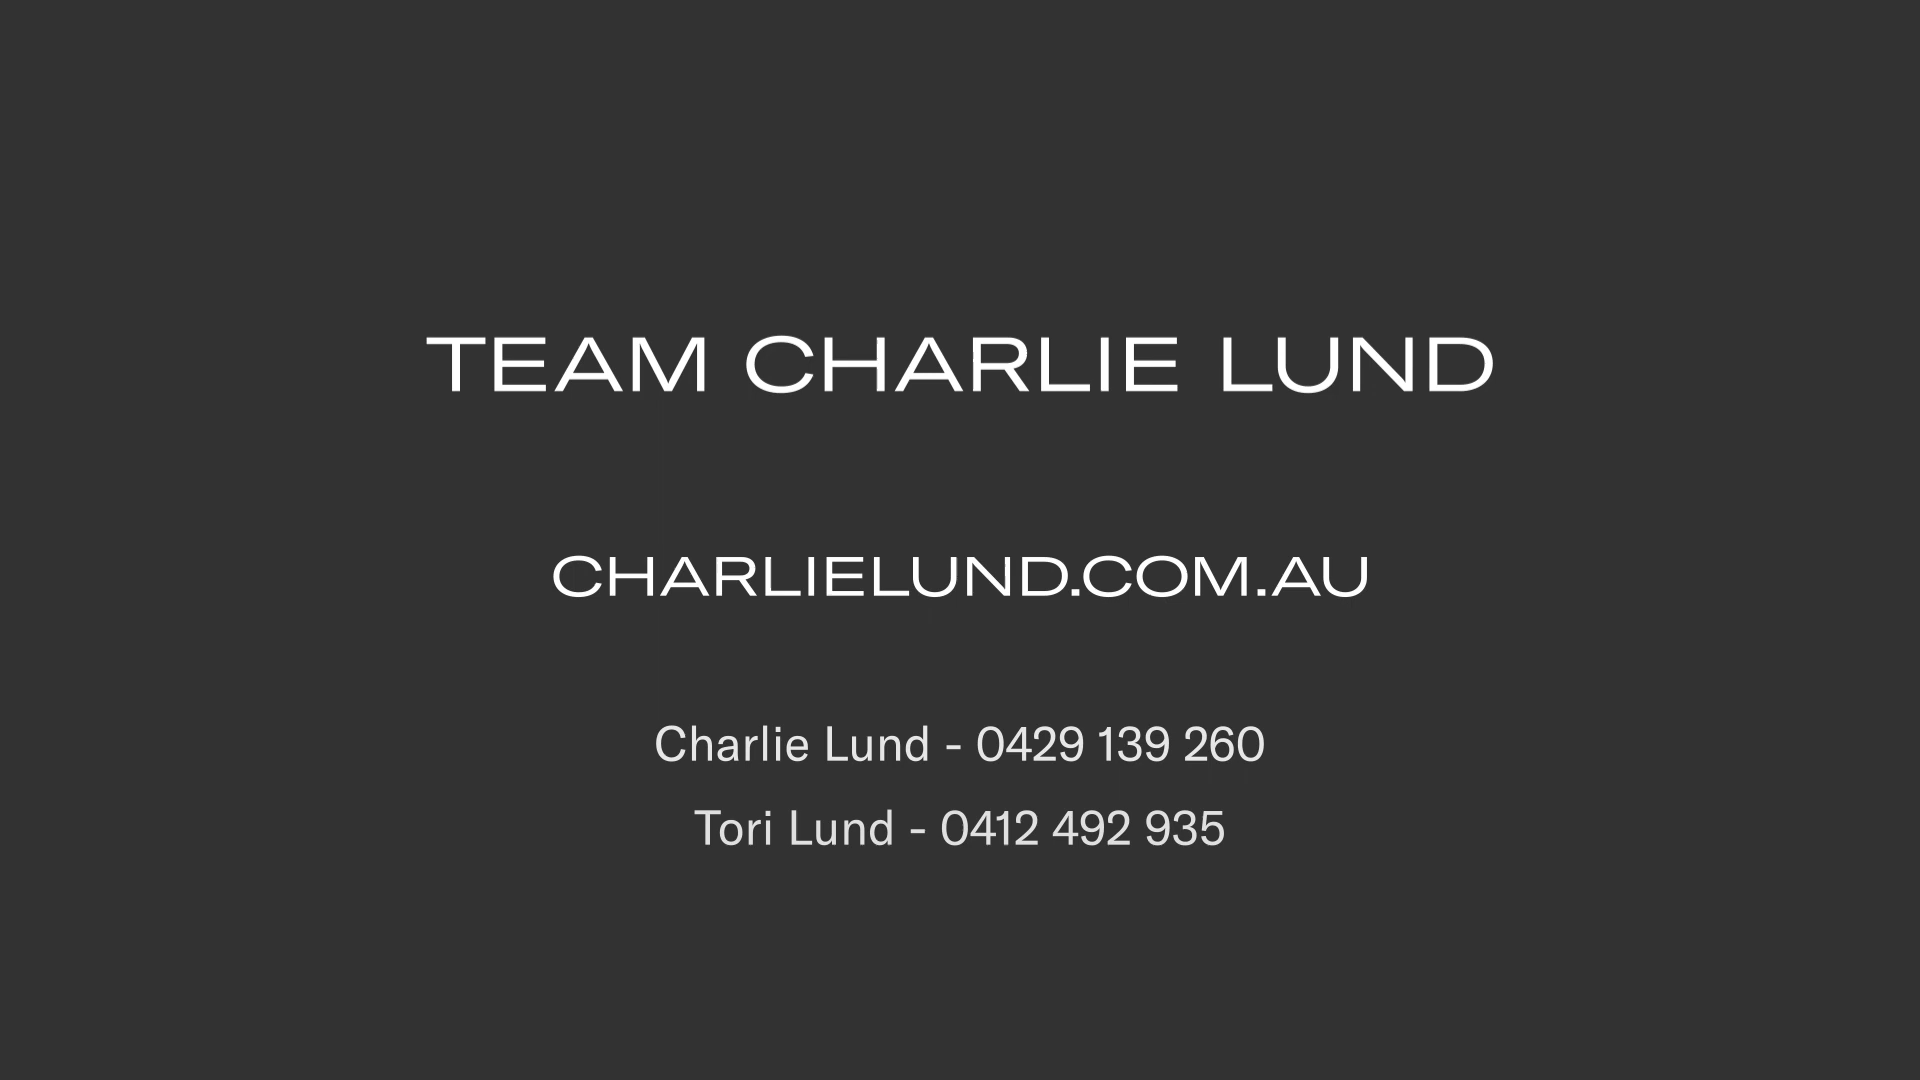 TEAM CHARLIE LUND
CHARLIELUND.COM.AU
Charlie Lund - 0429 139 260
Tori Lund - 0412 492 935